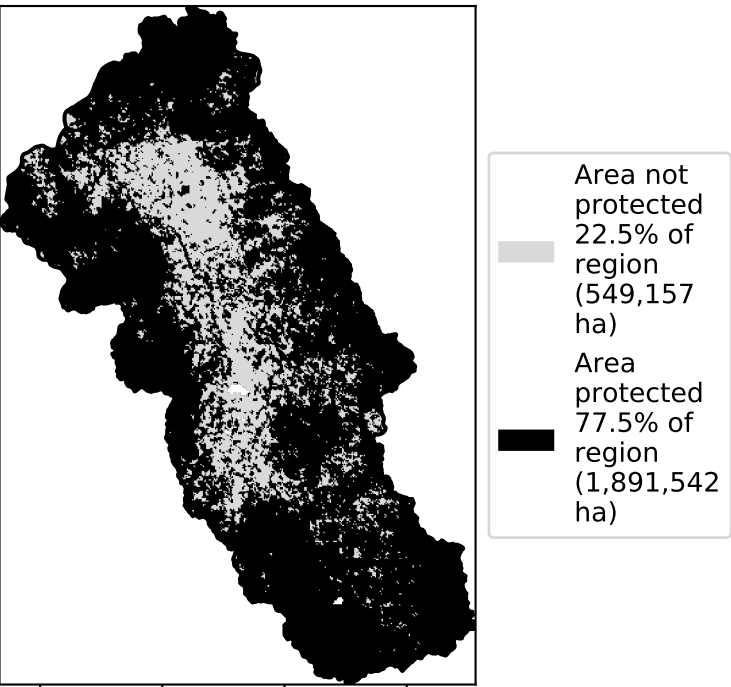 Area not
protected
22.5% of
region
(549,157
ha)
Area
protected
77.5% of
region
(1,891,542
ha)